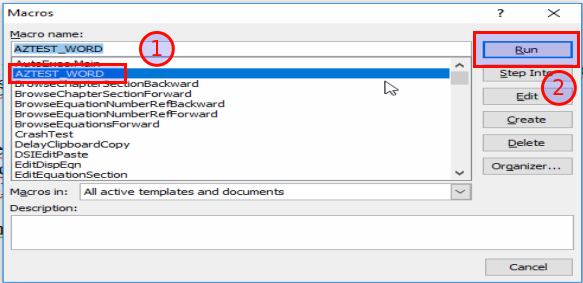 Macros
? ×
Macro name:
AZTEST_WORD
1
AutoExec.Main
AZTEST_WORD
BrowseChapterSectionBackward
BrowseChapterSectionForward
BrowseEquationNumberRefBackward
BrowseEquationNumberRefForward
BrowseEquationsForward
CrashTest
DelayClipboardCopy
DSIEditPaste
EditDispEqn
EditEquationSection
Run
Step Into
2
Edit
Create
Delete
Organizer...
Macros in:
All active templates and documents
Description:
Cancel